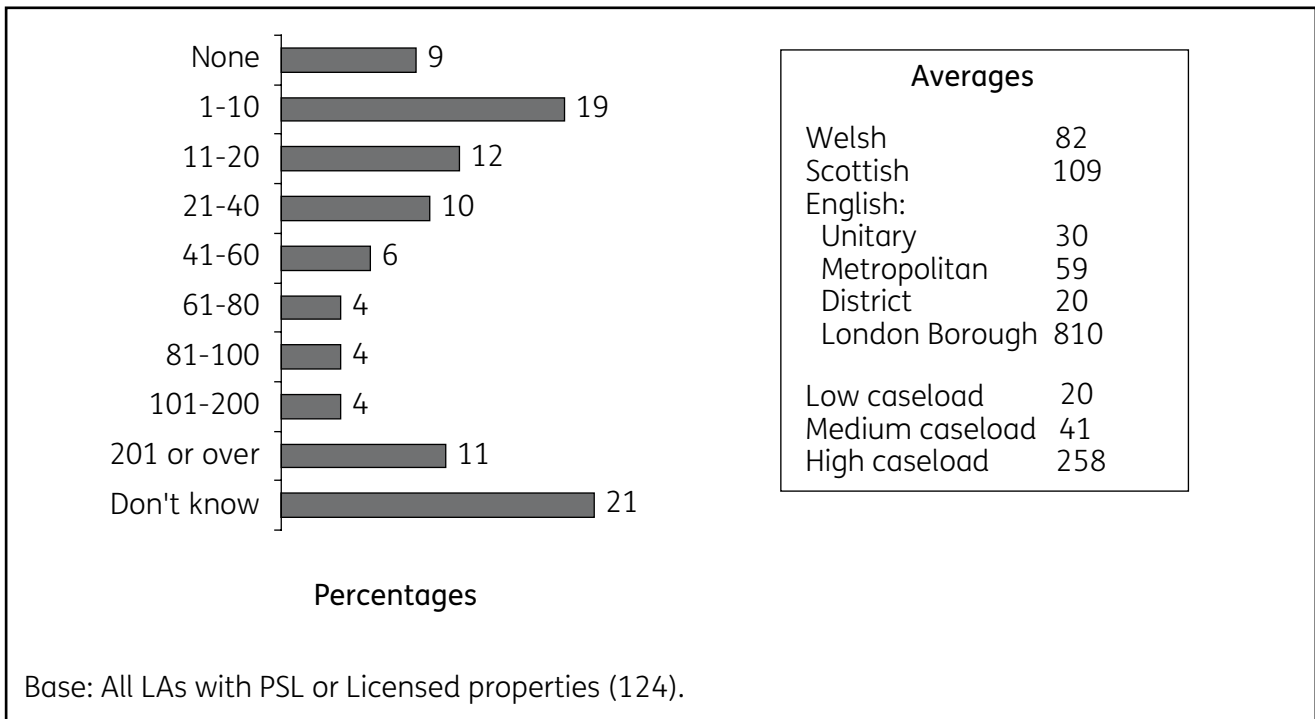 None 9
1-10 19
11-20 12
21-40 10
41-60 6
61-80 4
81-100 4
101-200 4
201 or over 11
Don't know 21
Percentages
Averages
Welsh 82
Scottish 109
English:
Unitary 30
Metropolitan 59
District 20
London Borough 810
Low caseload 20
Medium caseload 41
High caseload 258
Base: All LAs with PSL or Licensed properties (124).